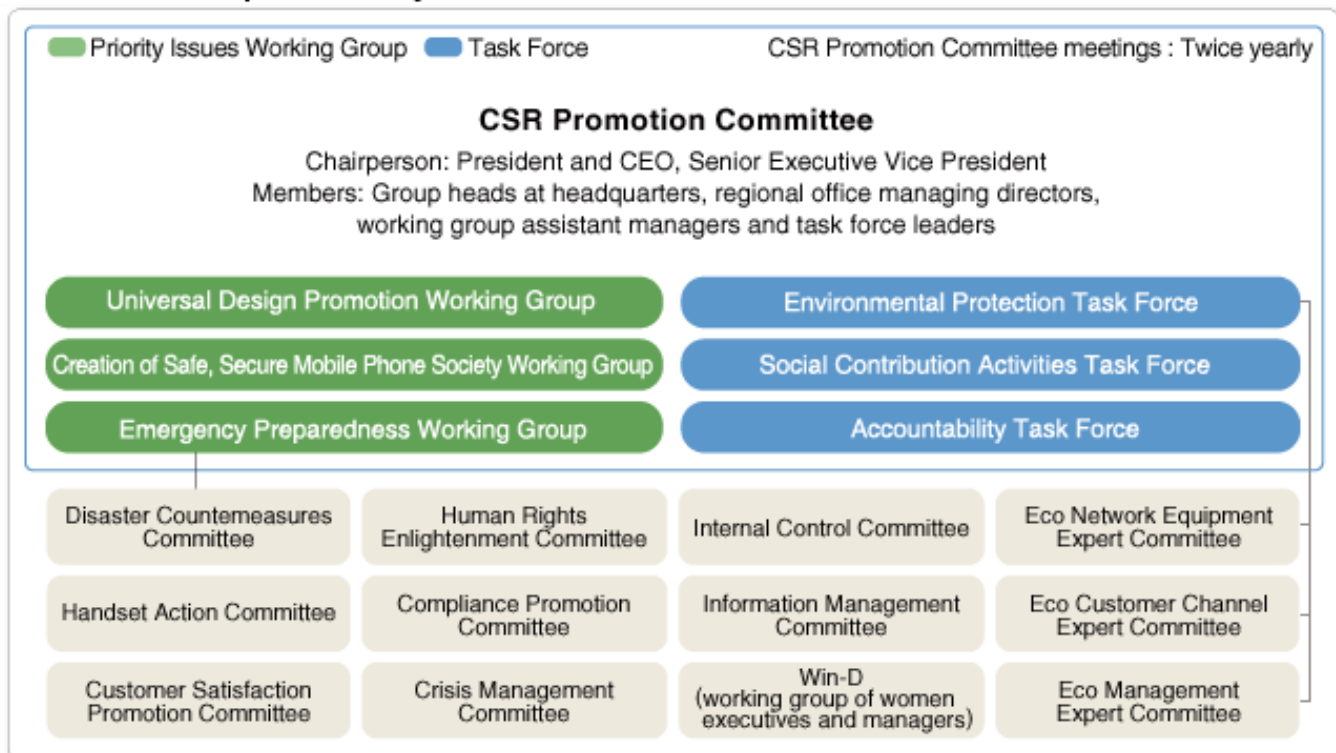 Priority Issues Working Group
Task Force
CSR Promotion Committee meetings : Twice yearly
CSR Promotion Committee
Chairperson: President and CEO, Senior Executive Vice President
Members: Group heads at headquarters, regional office managing directors,
working group assistant managers and task force leaders
Universal Design Promotion Working Group
Environmental Protection Task Force
Creation of Safe, Secure Mobile Phone Society Working Group
Social Contribution Activities Task Force
Emergency Preparedness Working Group
Accountability Task Force
Disaster Countemeasures
Committee
Human Rights
Enlightenment Committee
Internal Control Committee
Eco Network Equipment
Expert Committee
Handset Action Committee
Compliance Promotion
Committee
Information Management
Committee
Eco Customer Channel
Expert Committee
Customer Satisfaction
Promotion Committee
Crisis Management
Committee
Win-D
(working group of women
executives and managers)
Eco Management
Expert Committee